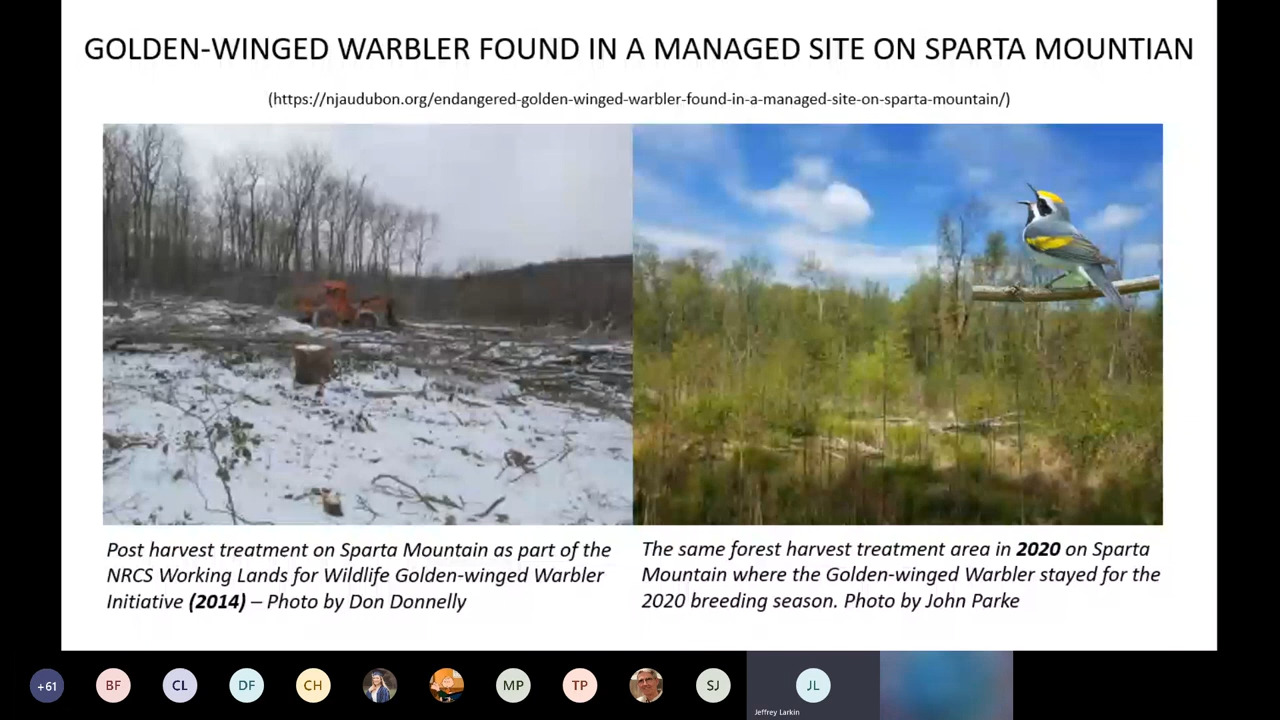 GOLDEN-WINGED WARBLER FOUND IN A MANAGED SITE ON SPARTA MOUNTIAN
(https://njaudubon.org/endangered-golden-winged-warbler-found-in-a-managed-site-on-sparta-mountain/)
Post harvest treatment on Sparta Mountain as part of the
NRCS Working Lands for Wildlife Golden-winged Warbler
Initiative (2014) – Photo by Don Donnelly
The same forest harvest treatment area in 2020 on Sparta
Mountain where the Golden-winged Warbler stayed for the
2020 breeding season. Photo by John Parke
+61 BF CL DF CH MP TP SJ JL
Jeffrey Larkin